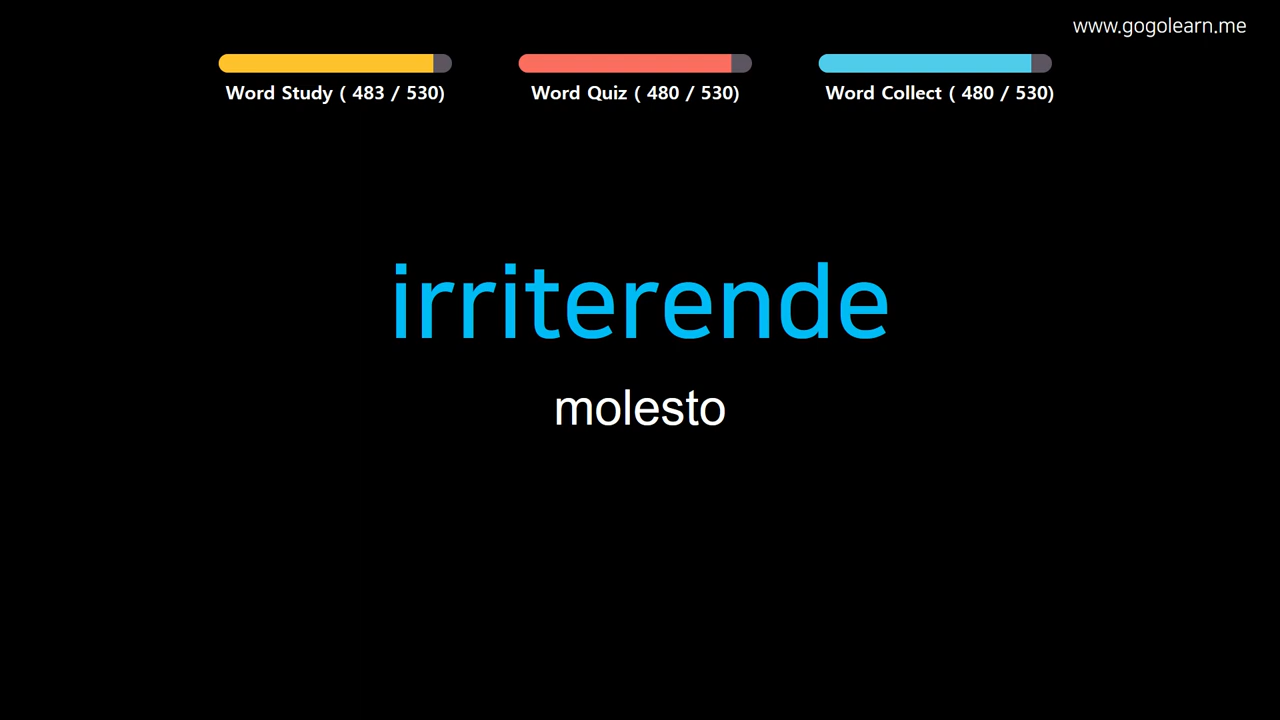 www.gogolearn.me
Word Study ( 483 / 530)
Word Quiz ( 480 / 530)
Word Collect ( 480 / 530)
irriterende
molesto